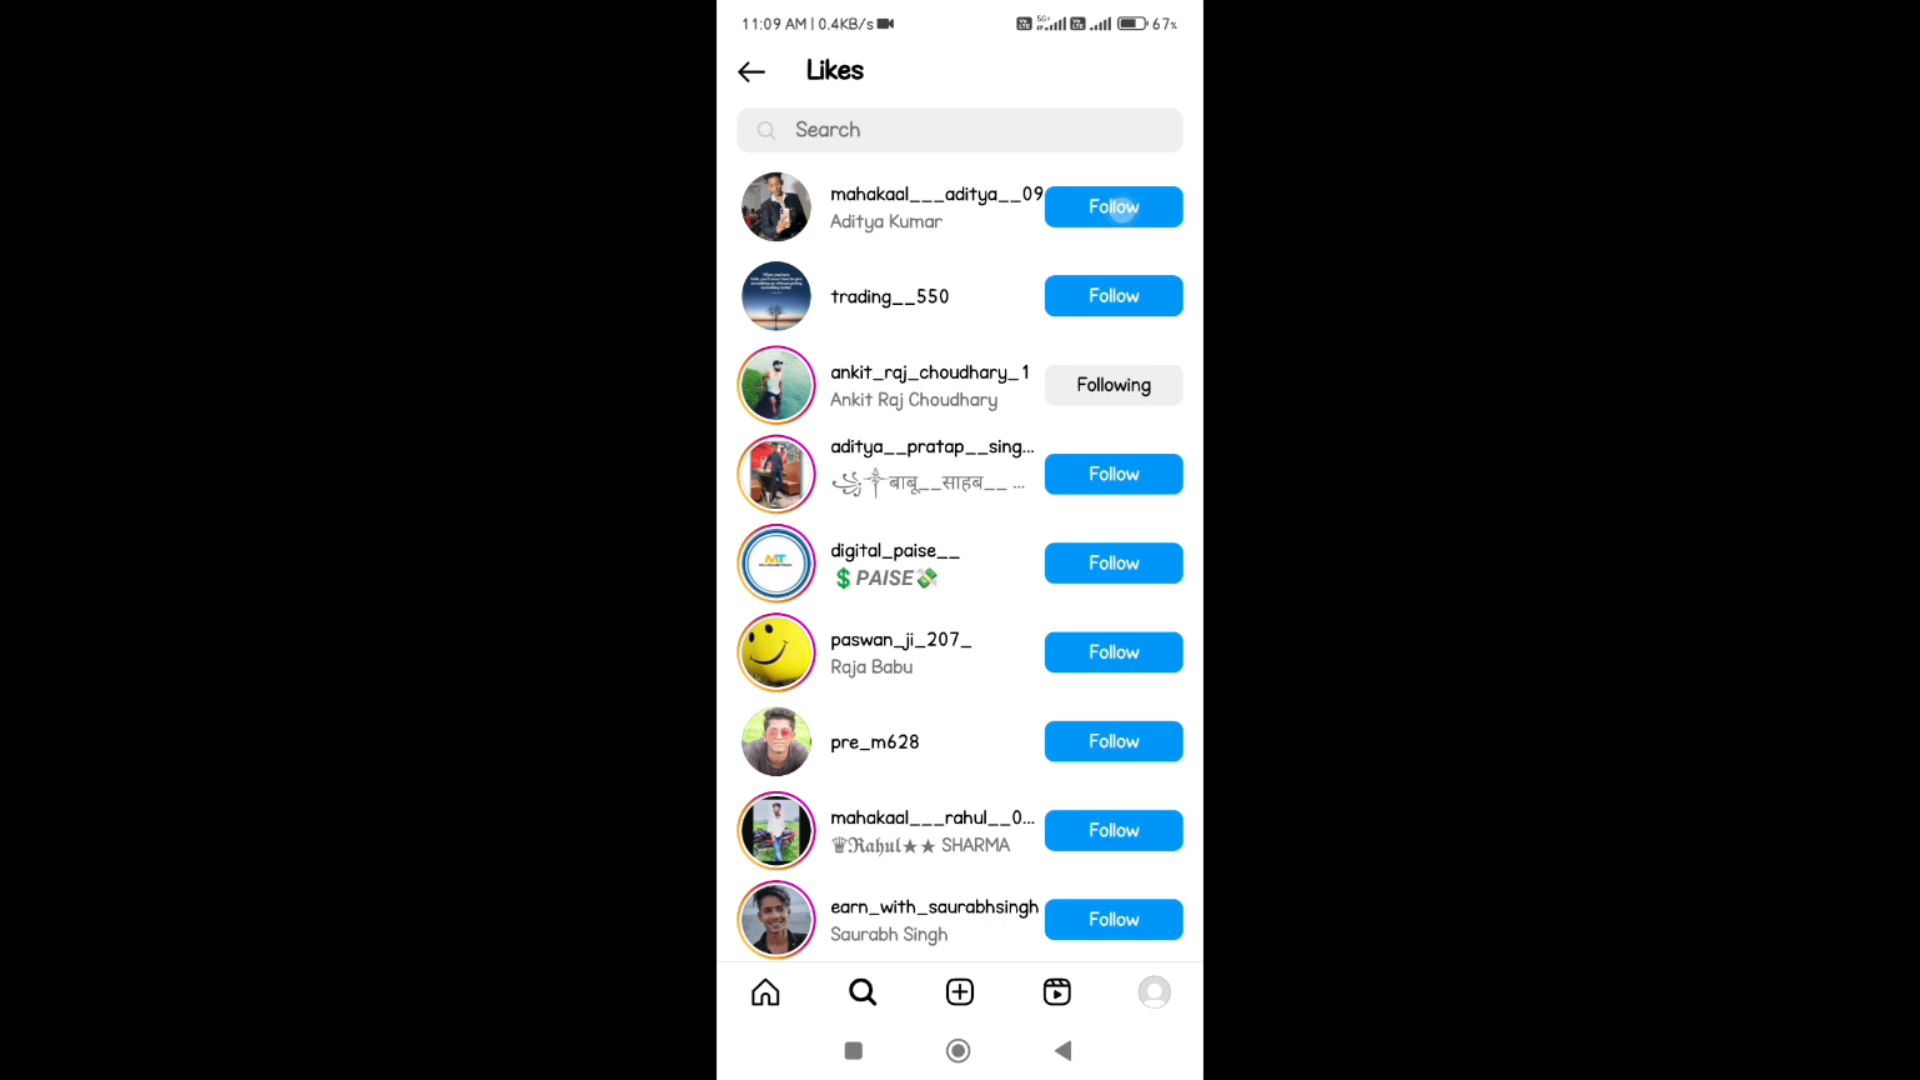 11:09 AM | 0.4KB/s
67%
Likes
Search
mahakaal___aditya__09
Aditya Kumar
Follow
trading__550
Follow
ankit_raj_choudhary_1
Ankit Raj Choudhary
Following
aditya__pratap__sing...
꧁༒बाबू__साहब__ ...
Follow
digital_paise__
💲PAISE💸
Follow
paswan_ji_207_
Raja Babu
Follow
pre_m628
Follow
mahakaal___rahul__0...
♕𝕽𝖆𝖍𝖚𝖑★★ SHARMA
Follow
earn_with_saurabhsingh
Saurabh Singh
Follow